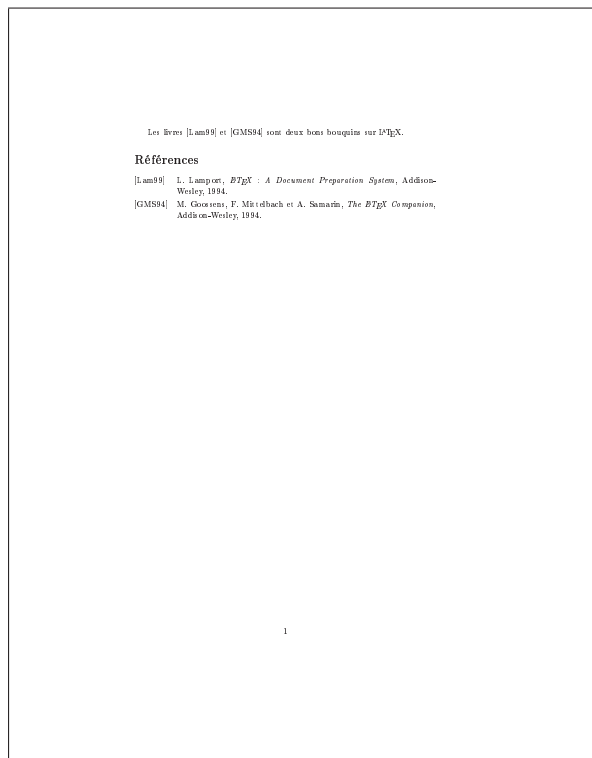 Les livres [Lam99] et [GMS94] sont deux bons bouquins sur LATEX.
Références
[Lam99] L. Lamport, LATEX : A Document Preparation System, Addison-
Wesley, 1994.
[GMS94] M. Goossens, F. Mittelbach et A. Samarin, The LATEX Companion,
Addison-Wesley, 1994.
1